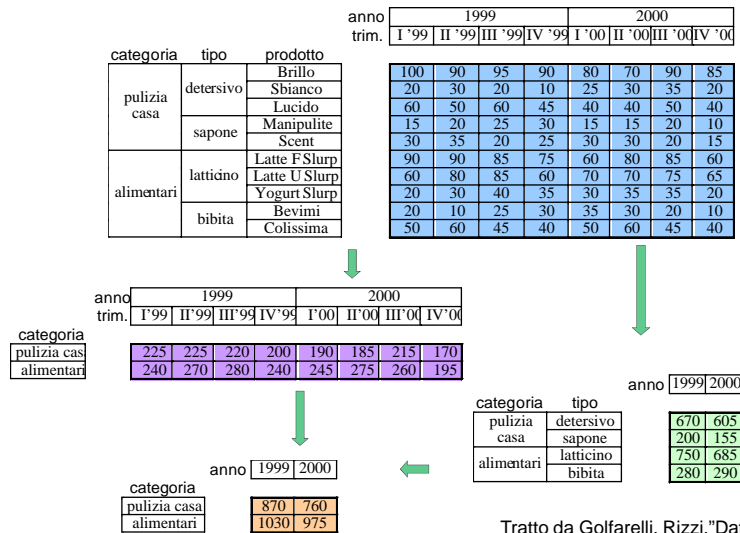 anno 1999 2000
trim. I '99 II '99 III '99 IV '99 I '00 II '00 III '00 IV '00
categoria tipo prodotto
pulizia casa detersivo Brillo 100 90 95 90 80 70 90 85
Sbianco 20 30 20 10 25 30 35 20
Lucido 60 50 60 45 40 40 50 40
sapone Manipulite 15 20 25 30 15 15 20 10
Scent 30 35 20 25 30 30 20 15
alimentari latticino Latte F Slurp 90 90 85 75 60 80 85 60
Latte U Slurp 60 80 85 60 70 70 75 65
Yogurt Slurp 20 30 40 35 30 35 35 20
bibita Bevimi 20 10 25 30 35 30 20 10
Colissima 50 60 45 40 50 60 45 40
anno 1999 2000
trim. I'99 II'99 III'99 IV'99 I'00 II'00 III'00 IV'00
categoria
pulizia cas 225 225 220 200 190 185 215 170
alimentari 240 270 280 240 245 275 260 195
anno 1999 2000
categoria tipo
pulizia casa detersivo 670 605
sapone 200 155
alimentari latticino 750 685
bibita 280 290
anno 1999 2000
categoria
pulizia casa 870 760
alimentari 1030 975
Tratto da Golfarelli, Rizzi,"Da